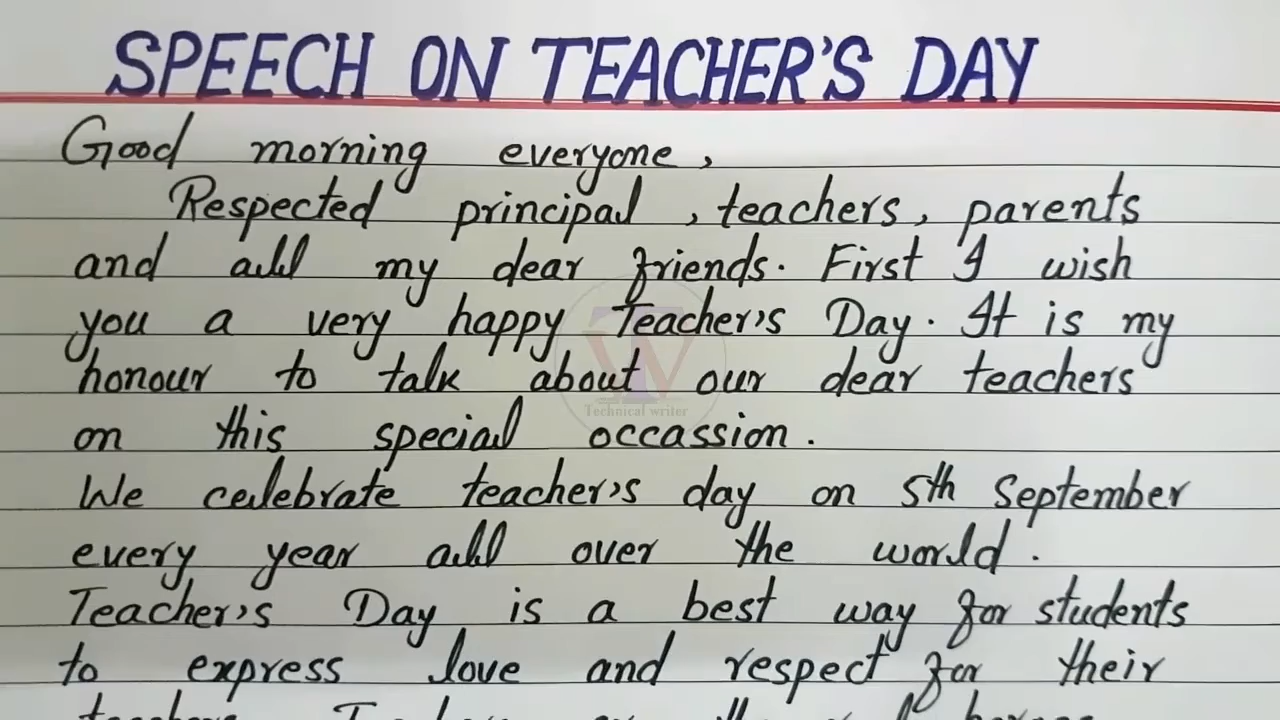 SPEECH ON TEACHER'S DAY
Good morning everyone,
Respected principal, teachers, parents
and all my dear friends. First I wish
you a very happy Teacher's Day. It is my
honour to talk about our dear teachers
on this special occassion.
We celebrate teacher's day on 5th September
every year all over the world.
Teacher's Day is a best way for students
to express love and respect for their
Technical writer